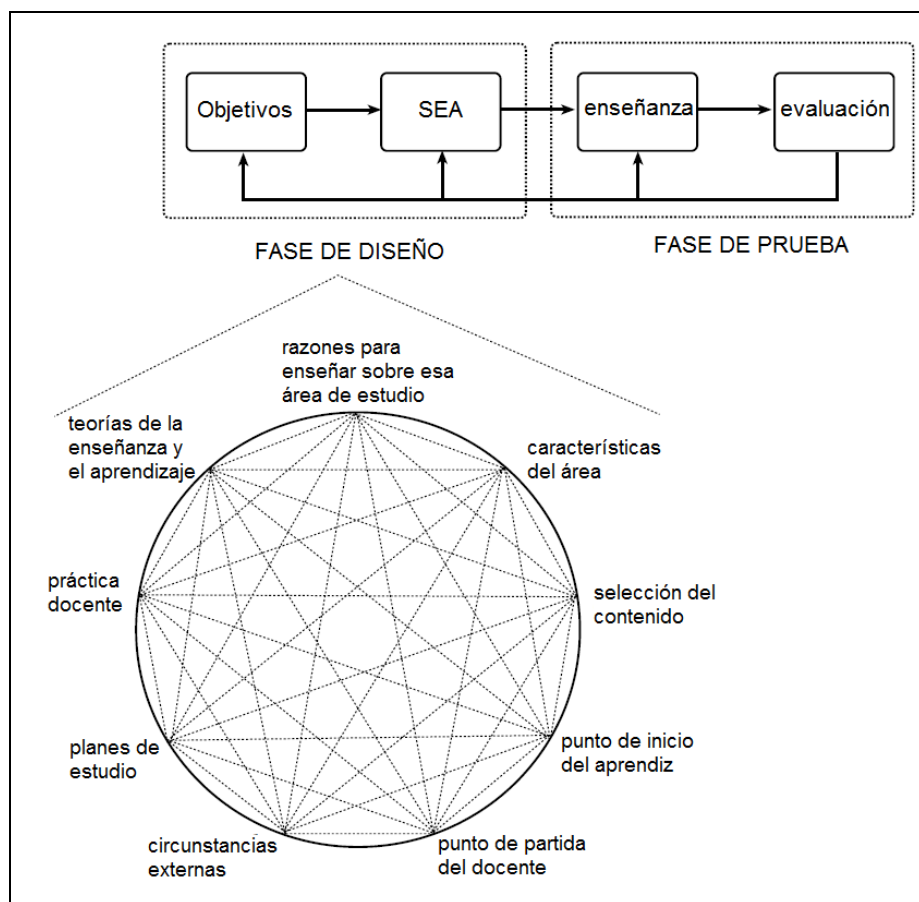 Objetivos
SEA
enseñanza
evaluación
FASE DE DISEÑO
FASE DE PRUEBA
razones para
enseñar sobre esa
área de estudio
teorías de la
enseñanza y
el aprendizaje
características
del área
práctica
docente
selección del
contenido
planes de
estudio
punto de inicio
del aprendiz
circunstancias
externas
punto de partida
del docente